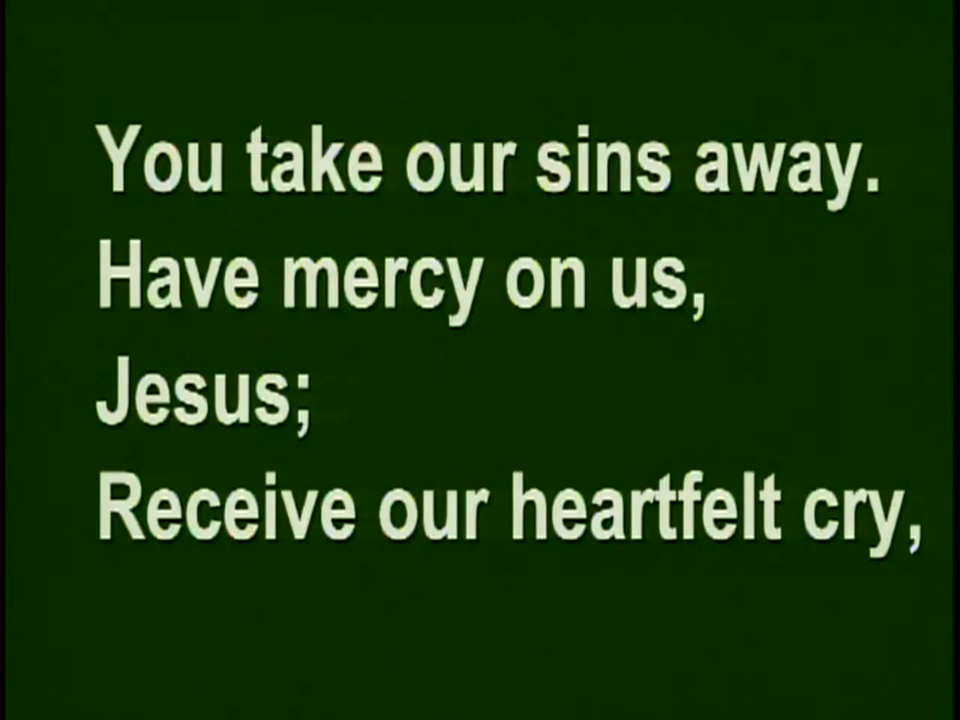 You take our sins away.
Have mercy on us,
Jesus;
Receive our heartfelt cry,